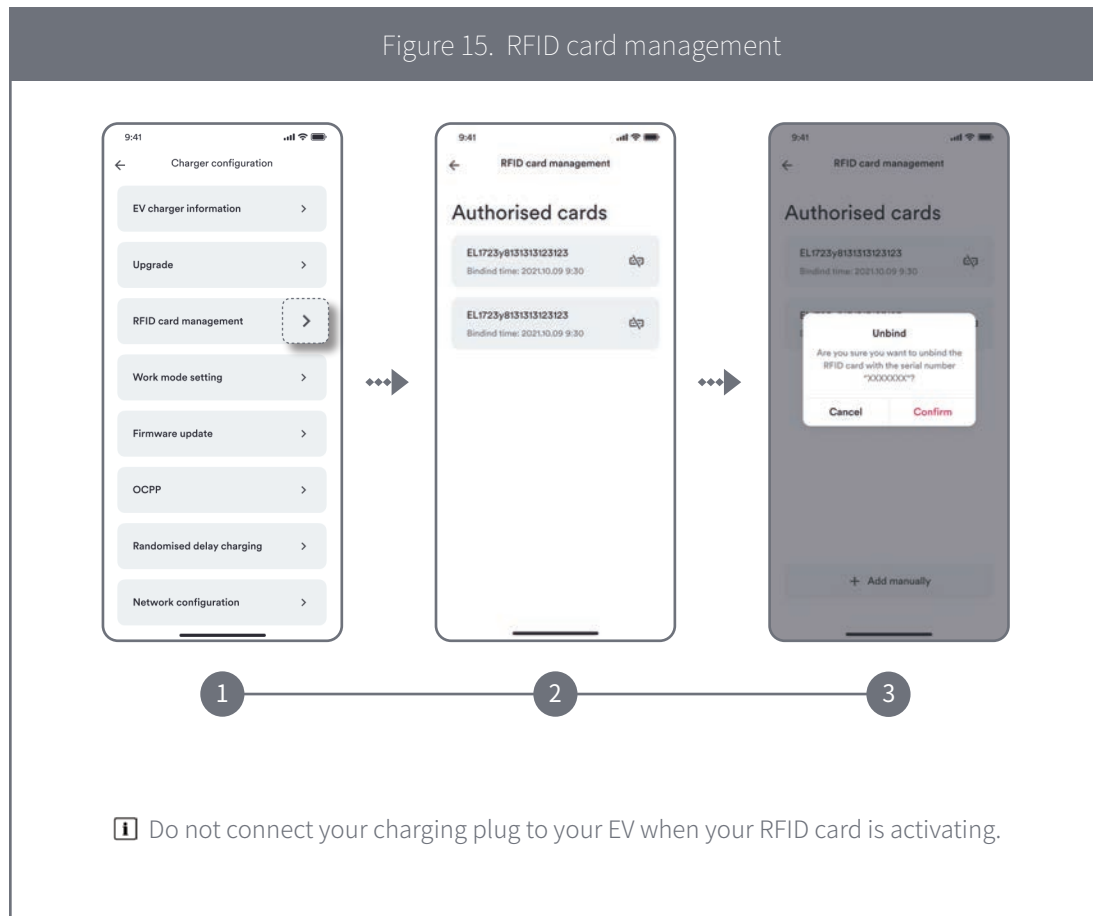 Figure 15. RFID card management
9:41
Charger configuration
EV charger information
Upgrade
RFID card management
Work mode setting
Firmware update
OCPP
Randomised delay charging
Network configuration
9:41
RFID card management
Authorised cards
EL1723y8131313123123
Bindind time: 2021.10.09 9:30
EL1723y8131313123123
Bindind time: 2021.10.09 9:30
9:41
RFID card management
Authorised cards
EL1723y8131313123123
Bindind time: 2021.10.09 9:30
Unbind
Are you sure you want to unbind the
RFID card with the serial number
"XXXXXXX"?
Cancel
Confirm
+ Add manually
1
2
3
i Do not connect your charging plug to your EV when your RFID card is activating.